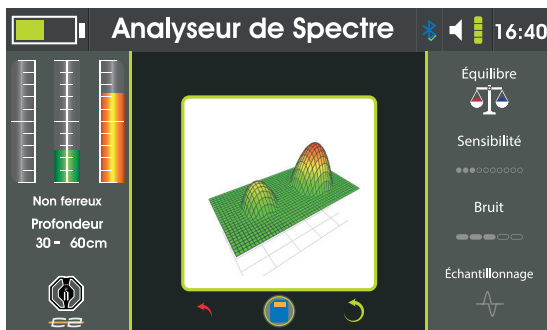 Analyseur de Spectre
16:40
Équilibre
Sensibilité
Bruit
Échantillonnage
Non ferreux
Profondeur
30 - 60cm